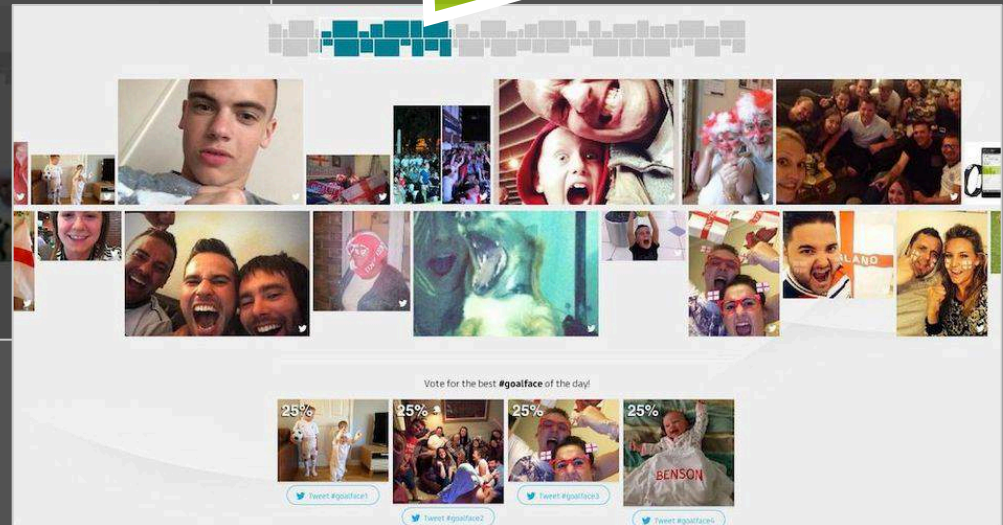 LAND
Vote for the best #goalface of the day!
25% 25% 25% 25%
BENSON
Tweet #goalface1 Tweet #goalface3
Tweet #goalface2 Tweet #goalface4